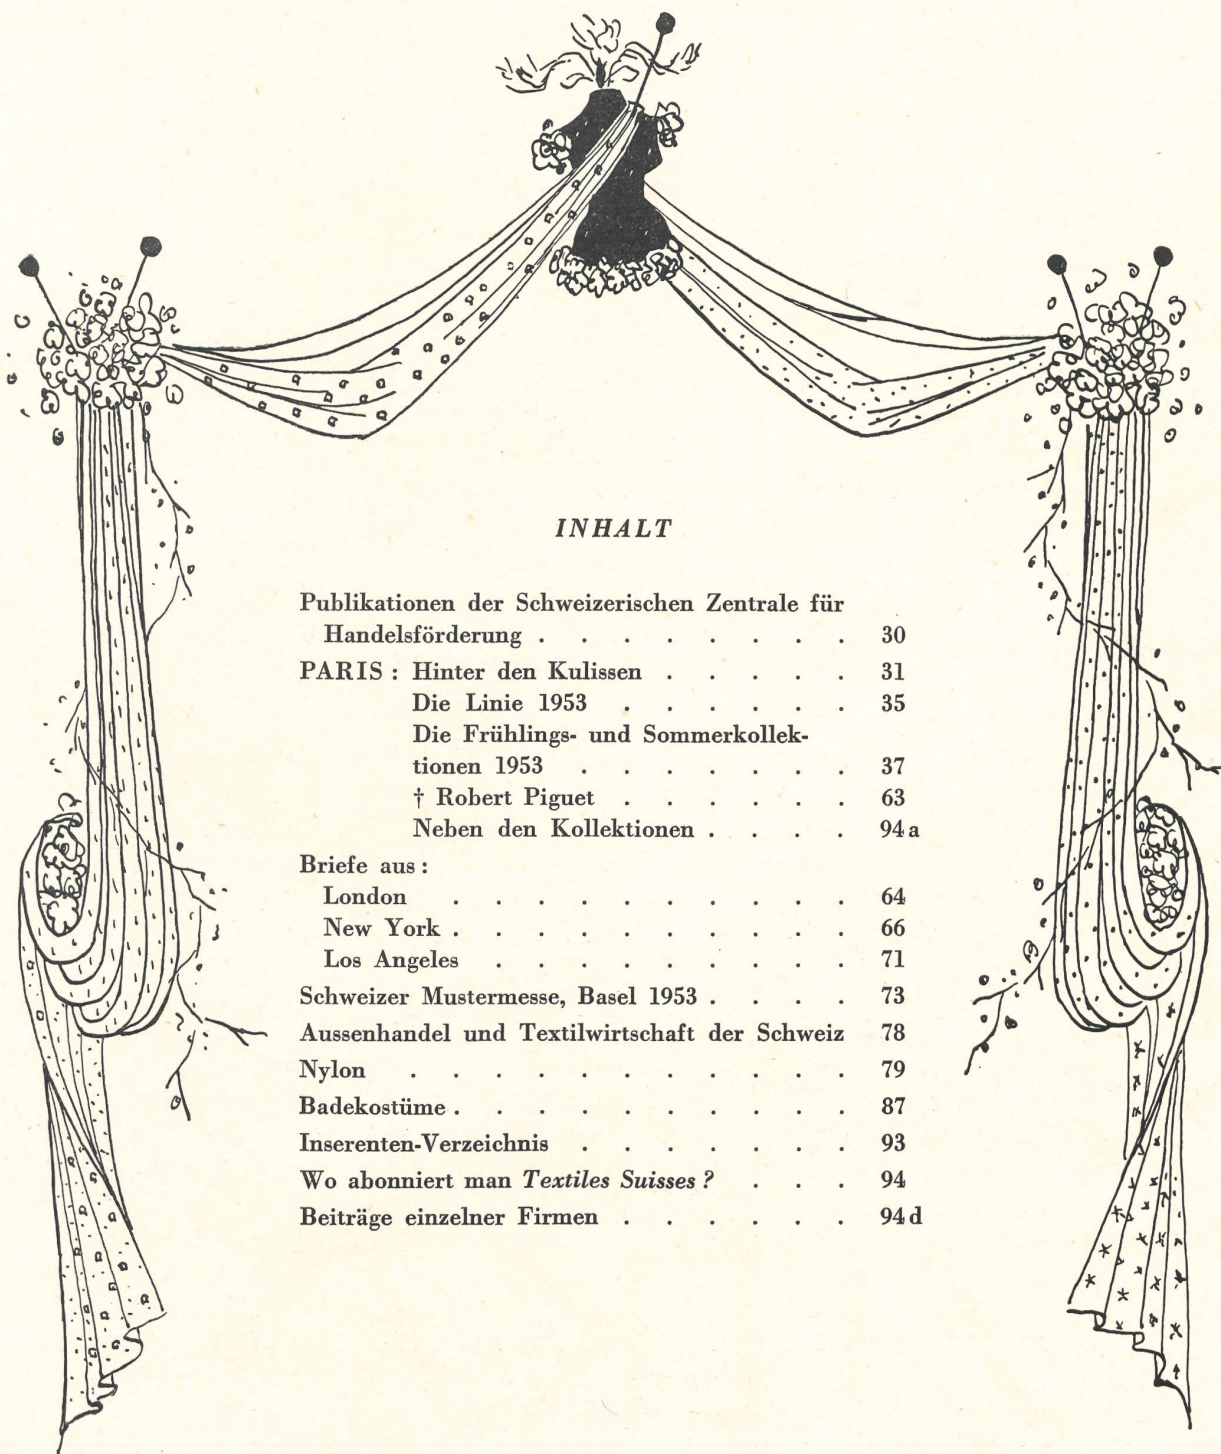 INHALT
Publikationen der Schweizerischen Zentrale für
Handelsförderung . . . . . . . . 30
PARIS : Hinter den Kulissen . . . . . 31
Die Linie 1953 . . . . . . 35
Die Frühlings- und Sommerkollek-
tionen 1953 . . . . . . . 37
† Robert Piguet . . . . . . 63
Neben den Kollektionen . . . . 94 a
Briefe aus :
London . . . . . . . . . . 64
New York . . . . . . . . . . 66
Los Angeles . . . . . . . . . 71
Schweizer Mustermesse, Basel 1953 . . . . 73
Aussenhandel und Textilwirtschaft der Schweiz 78
Nylon . . . . . . . . . . . 79
Badekostüme . . . . . . . . . . 87
Inserenten-Verzeichnis . . . . . . . 93
Wo abonniert man Textiles Suisses ? . . . 94
Beiträge einzelner Firmen . . . . . . 94 d